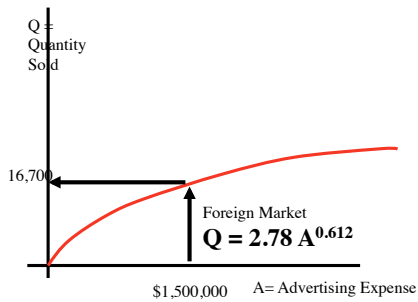 Q =
Quantity
Sold
16,700
Foreign Market
Q = 2.78 A^0.612
$1,500,000
A= Advertising Expense